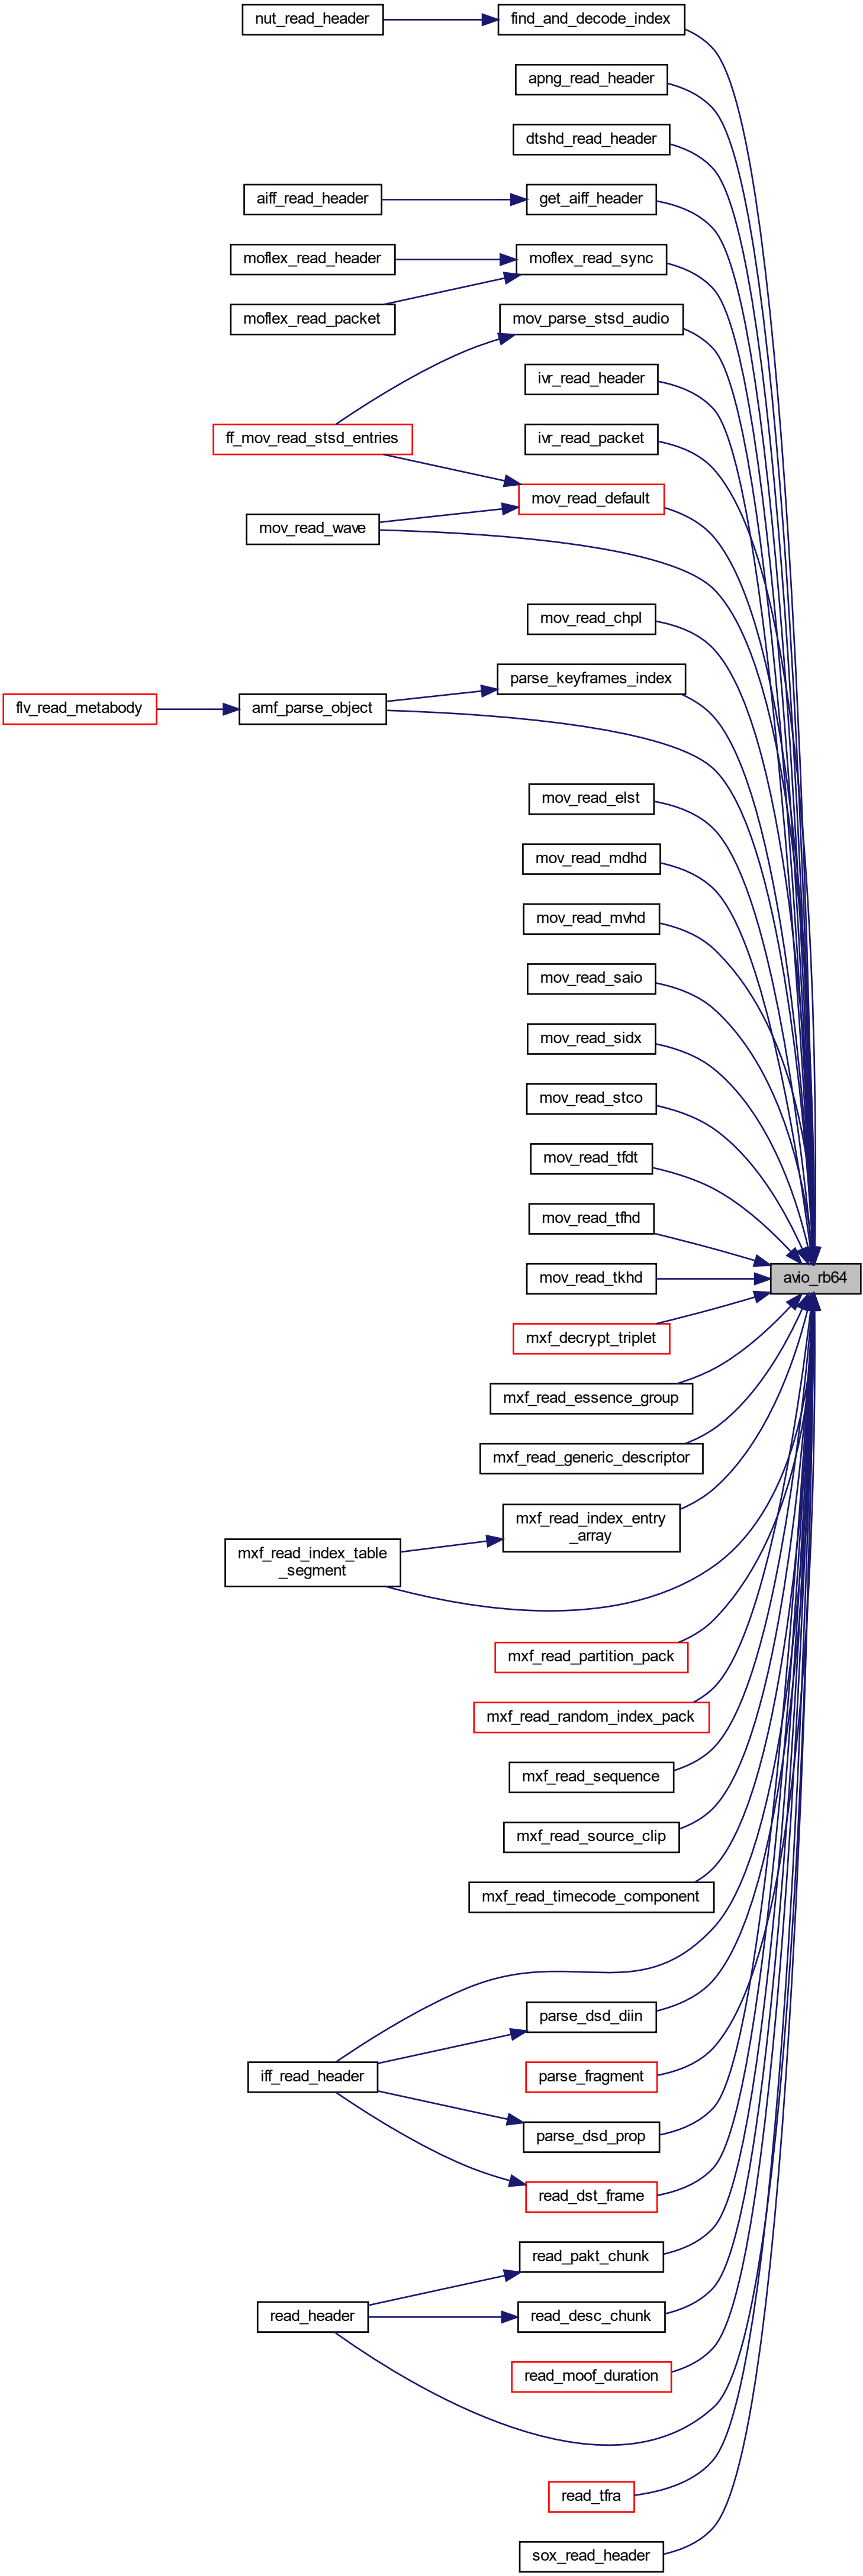 nut_read_header
find_and_decode_index
apng_read_header
dtshd_read_header
aiff_read_header
get_aiff_header
moflex_read_header
moflex_read_sync
moflex_read_packet
mov_parse_stsd_audio
ivr_read_header
ff_mov_read_stsd_entries
ivr_read_packet
mov_read_default
mov_read_wave
mov_read_chpl
parse_keyframes_index
flv_read_metabody
amf_parse_object
mov_read_elst
mov_read_mdhd
mov_read_mvhd
mov_read_saio
mov_read_sidx
mov_read_stco
mov_read_tfdt
mov_read_tfhd
mov_read_tkhd
avio_rb64
mxf_decrypt_triplet
mxf_read_essence_group
mxf_read_generic_descriptor
mxf_read_index_entry
_array
mxf_read_index_table
_segment
mxf_read_partition_pack
mxf_read_random_index_pack
mxf_read_sequence
mxf_read_source_clip
mxf_read_timecode_component
parse_dsd_diin
iff_read_header
parse_fragment
parse_dsd_prop
read_dst_frame
read_pakt_chunk
read_header
read_desc_chunk
read_moof_duration
read_tfra
sox_read_header